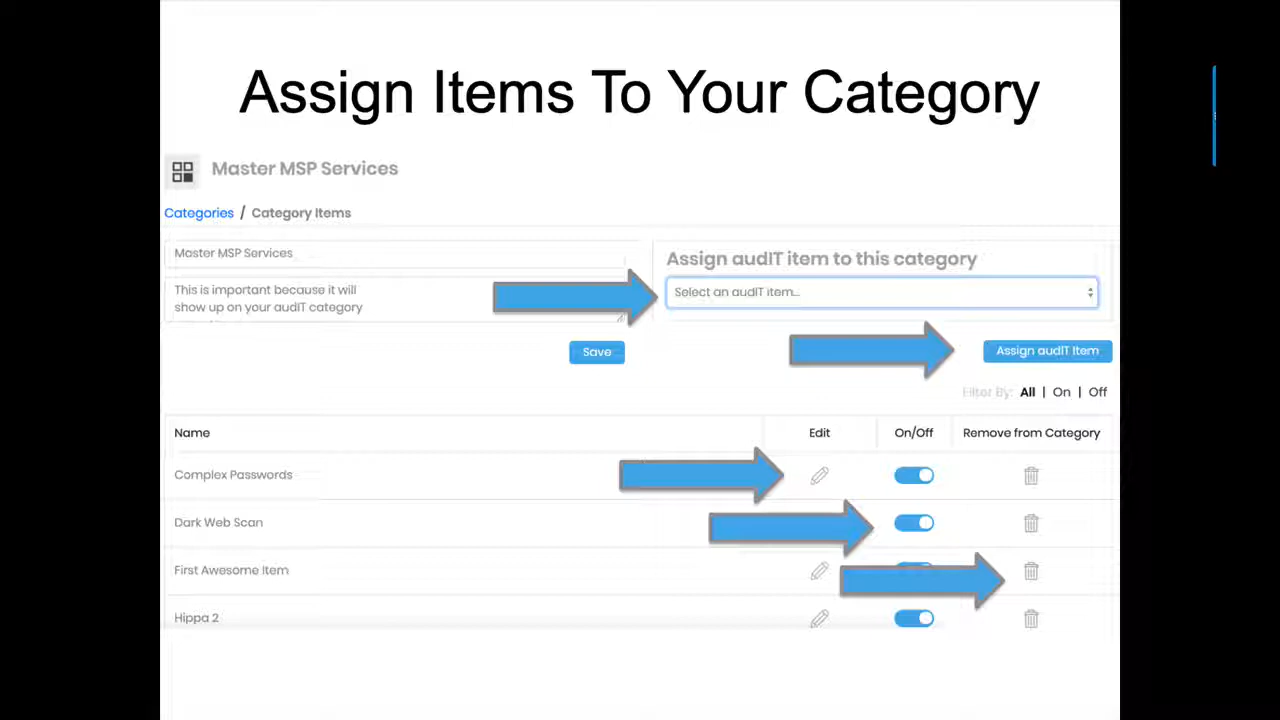 Assign Items To Your Category
Master MSP Services
Categories / Category Items
Master MSP Services
This is important because it will
show up on your audIT category
Save
Assign audIT item to this category
Select an audIT item...
Assign audIT Item
Filter By: All | On | Off
Name Edit On/Off Remove from Category
Complex Passwords
Dark Web Scan
First Awesome Item
Hippa 2